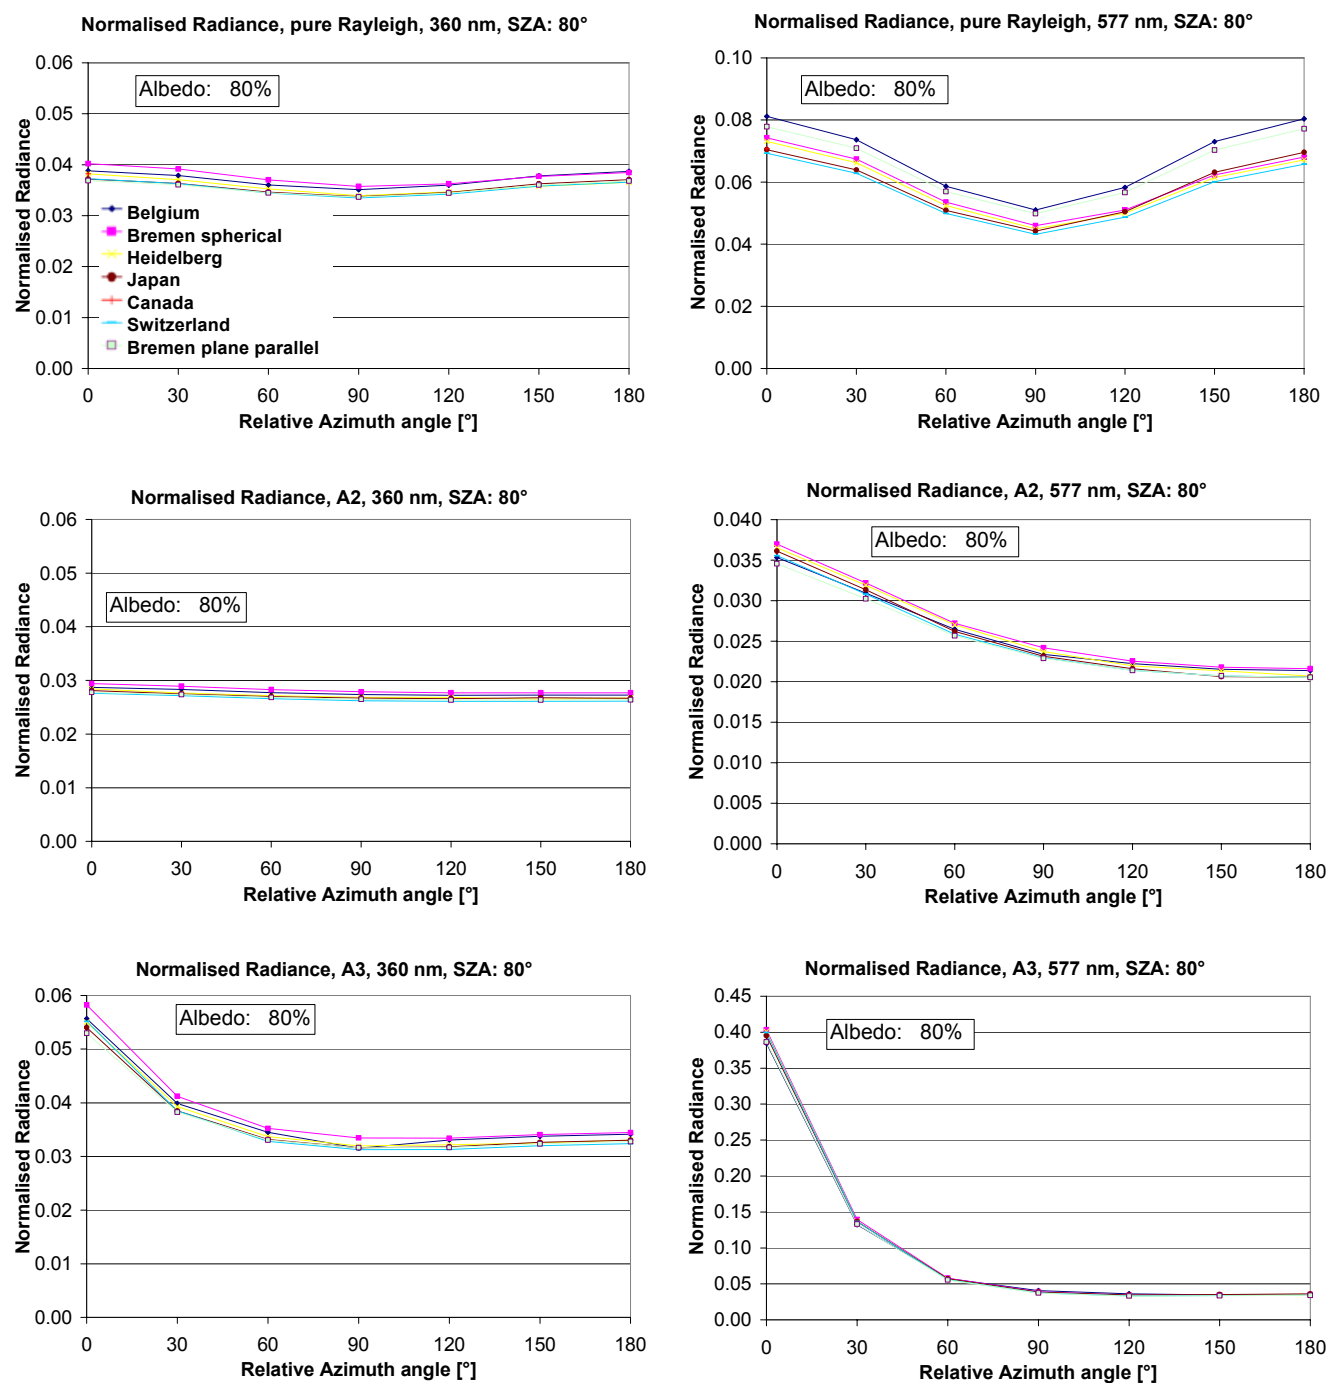 Normalised Radiance, pure Rayleigh, 360 nm, SZA: 80°
Normalised Radiance
0.06
0.05
0.04
0.03
0.02
0.01
0.00
Albedo: 80%
Belgium
Bremen spherical
Heidelberg
Japan
Canada
Switzerland
Bremen plane parallel
0 30 60 90 120 150 180
Relative Azimuth angle [°]
Normalised Radiance, pure Rayleigh, 577 nm, SZA: 80°
Normalised Radiance
0.10
0.08
0.06
0.04
0.02
0.00
Albedo: 80%
0 30 60 90 120 150 180
Relative Azimuth angle [°]
Normalised Radiance, A2, 360 nm, SZA: 80°
Normalised Radiance
0.06
0.05
0.04
0.03
0.02
0.01
0.00
Albedo: 80%
0 30 60 90 120 150 180
Relative Azimuth angle [°]
Normalised Radiance, A2, 577 nm, SZA: 80°
Normalised Radiance
0.040
0.035
0.030
0.025
0.020
0.015
0.010
0.005
0.000
Albedo: 80%
0 30 60 90 120 150 180
Relative Azimuth angle [°]
Normalised Radiance, A3, 360 nm, SZA: 80°
Normalised Radiance
0.06
0.05
0.04
0.03
0.02
0.01
0.00
Albedo: 80%
0 30 60 90 120 150 180
Relative Azimuth angle [°]
Normalised Radiance, A3, 577 nm, SZA: 80°
Normalised Radiance
0.45
0.40
0.35
0.30
0.25
0.20
0.15
0.10
0.05
0.00
Albedo: 80%
0 30 60 90 120 150 180
Relative Azimuth angle [°]